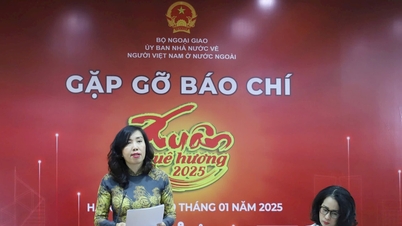 BỘ NGOẠI GIAO
ỦY BAN NHÀ NƯỚC VỀ
NGƯỜI VIỆT NAM Ở NƯỚC NGOÀI
GẶP GỠ BÁO CHÍ
Xuân
Quê hương
2025
THÁNG 01 NĂM 2025